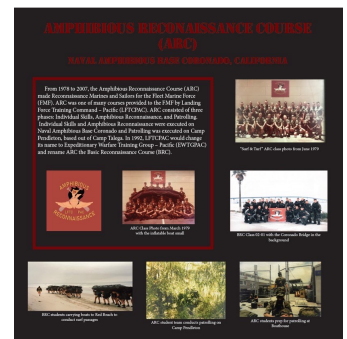 AMPHIBIOUS RECONNAISSANCE COURSE
(ARC)
NAVAL AMPHIBIOUS BASE CORONADO, CALIFORNIA
From 1978 to 2007, the Amphibious Reconnaissance Course (ARC)
made Reconnaissance Marines and Sailors for the Fleet Marine Force
(FMF). ARC was one of many courses provided to the FMF by Landing
Force Training Command – Pacific (LFTCPAC). ARC consisted of three
phases: Individual Skills, Amphibious Reconnaissance, and Patrolling.
Individual Skills and Amphibious Reconnaissance were executed on
Naval Amphibious Base Coronado and Patrolling was executed on Camp
Pendleton, based out of Camp Talega. In 1992, LFTCPAC would change
its name to Expeditionary Warfare Training Group – Pacific (EWTGPAC)
and rename ARC the Basic Reconnaissance Course (BRC).
"Surf & Turf" ARC class photo from June 1979
AMPHIBIOUS
RECONNAISSANCE
ARC Class Photo from March 1979
with the inflatable boat small
BRC Class 02-01 with the Coronado Bridge in the
background
BRC students carrying boats to Red Beach to
conduct surf passages
ARC student team conducts patrolling on
Camp Pendleton
ARC students prep for patrolling at
Boathouse